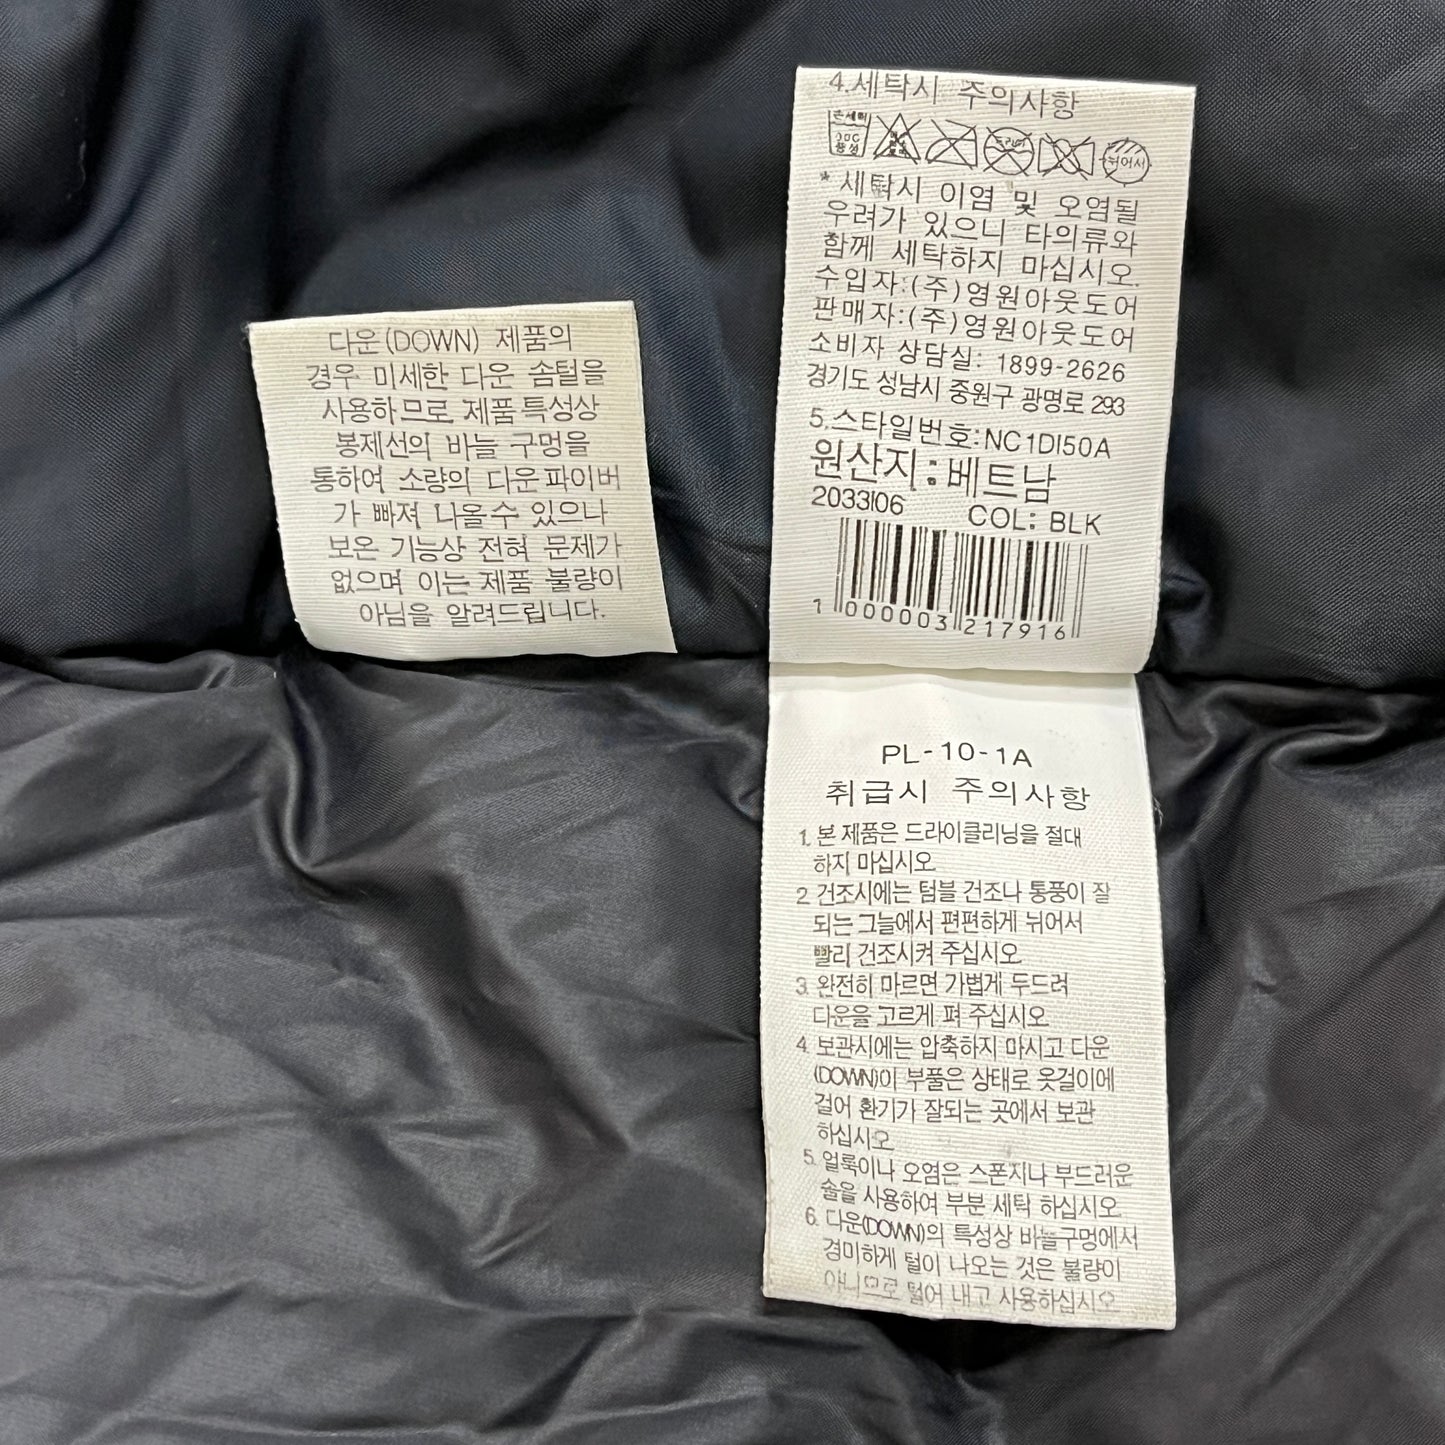 다운(DOWN) 제품의
경우 미세한 다운 솜털을
사용하므로 제품특성상
봉제선의 바늘 구멍을
통하여 소량의 다운파이버
가 빠져 나올수 있으나
보온 기능상 전혀 문제가
없으며 이는 제품 불량이
아님을 알려드립니다.
4.세탁시 주의사항
뉘어서
* 세탁시 이염 및 오염될
우려가 있으니 타의류와
함께 세탁하지 마십시오.
수입자:(주)영원아웃도어
판매자:(주)영원아웃도어
소비자 상담실: 1899-2626
경기도 성남시 중원구 광명로 293
5.스타일번호:NC1DI50A
원산지:베트남
2033I06 COL: BLK
1 000003 217916
PL-10-1A
취급시 주의사항
1. 본 제품은 드라이클리닝을 절대
하지 마십시오
2. 건조시에는 텀블 건조나 통풍이 잘
되는 그늘에서 편편하게 뉘어서
빨리 건조시켜 주십시오
3. 완전히 마르면 가볍게 두드려
다운을 고르게 펴 주십시오
4. 보관시에는 압축하지 마시고 다운
(DOWN)이 부풀은 상태로 옷걸이에
걸어 환기가 잘되는 곳에서 보관
하십시오
5. 얼룩이나 오염은 스폰지나 부드러운
솔을 사용하여 부분 세탁 하십시오
6. 다운(DOWN)의 특성상 바늘구멍에서
경미하게 털이 나오는 것은 불량이
아니므로 털어 내고 사용하십시오